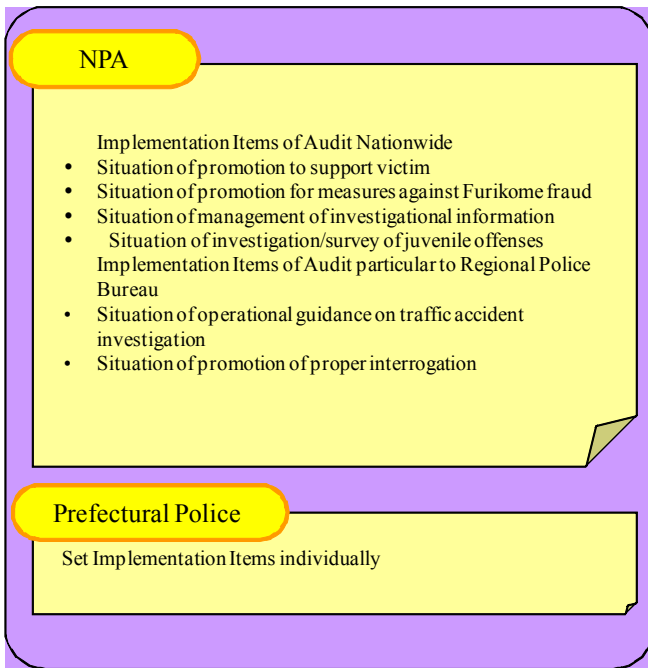 NPA
Implementation Items of Audit Nationwide
• Situation of promotion to support victim
• Situation of promotion for measures against Furikome fraud
• Situation of management of investigational information
• Situation of investigation/survey of juvenile offenses
Implementation Items of Audit particular to Regional Police
Bureau
• Situation of operational guidance on traffic accident
investigation
• Situation of promotion of proper interrogation
Prefectural Police
Set Implementation Items individually